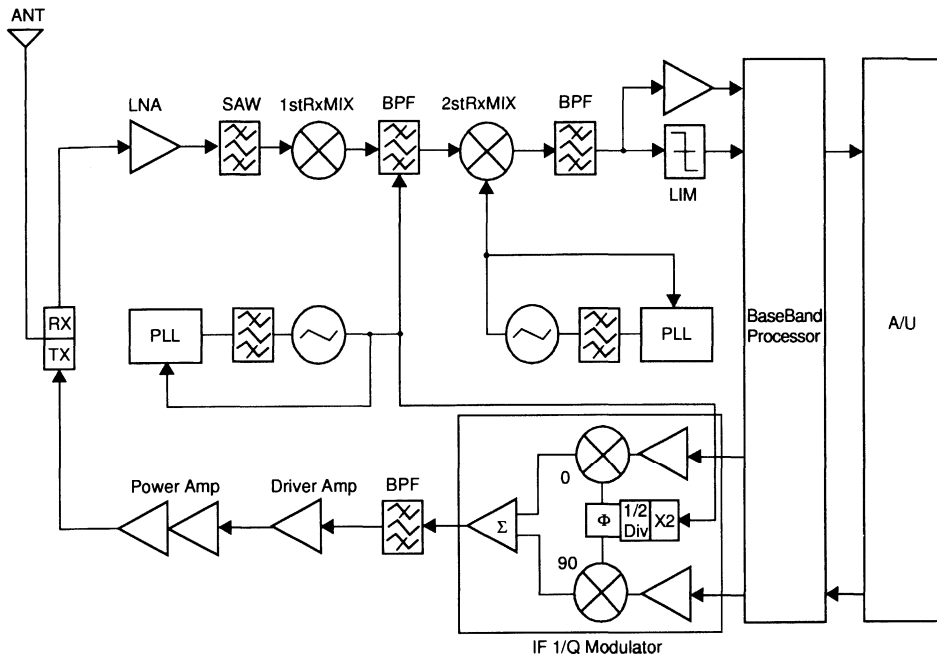 ANT
LNA
SAW
1stRxMIX
BPF
2stRxMIX
BPF
LIM
RX
TX
PLL
PLL
BaseBand
Processor
A/U
Power Amp
Driver Amp
BPF
Σ
0
90
Φ
1/2
Div
X2
IF 1/Q Modulator